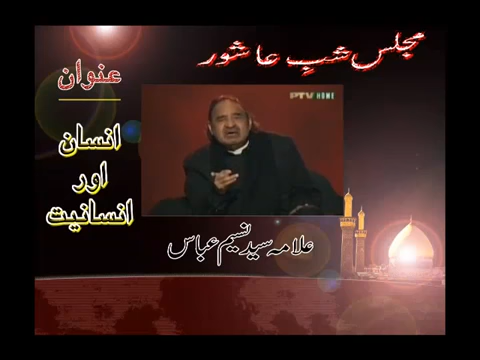 مجلس شبِ عاشور
عنوان
انسان
اور
انسانیت
PTV HOME
علامہ سید نسیم عباس